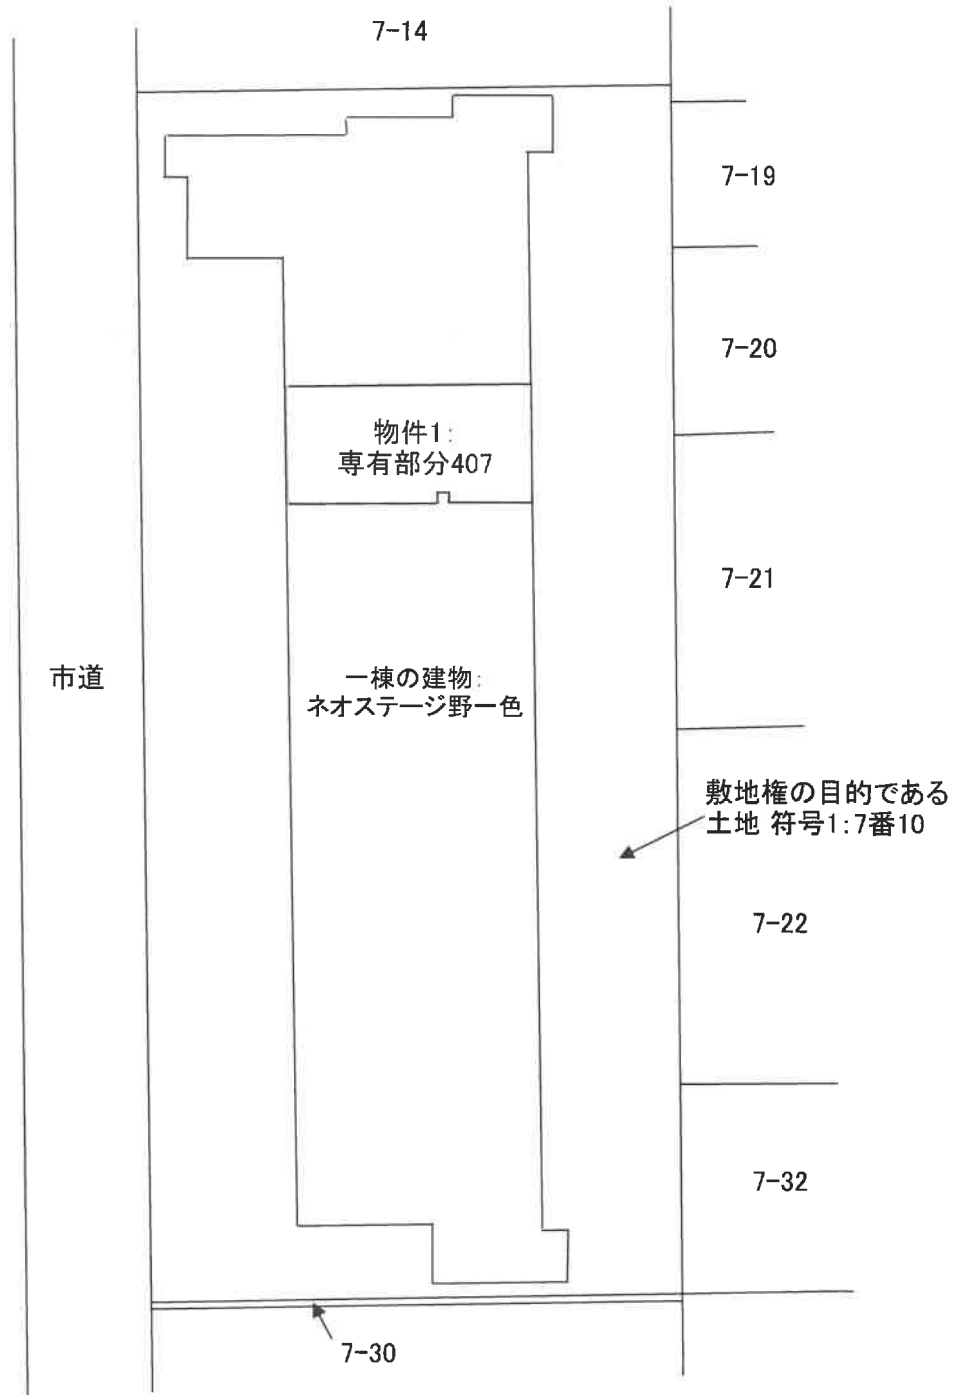 7-14
7-19
7-20
物件1:
専有部分407
7-21
市道
一棟の建物:
ネオステージ野一色
敷地権の目的である
土地 符号1:7番10
7-22
7-32
7-30